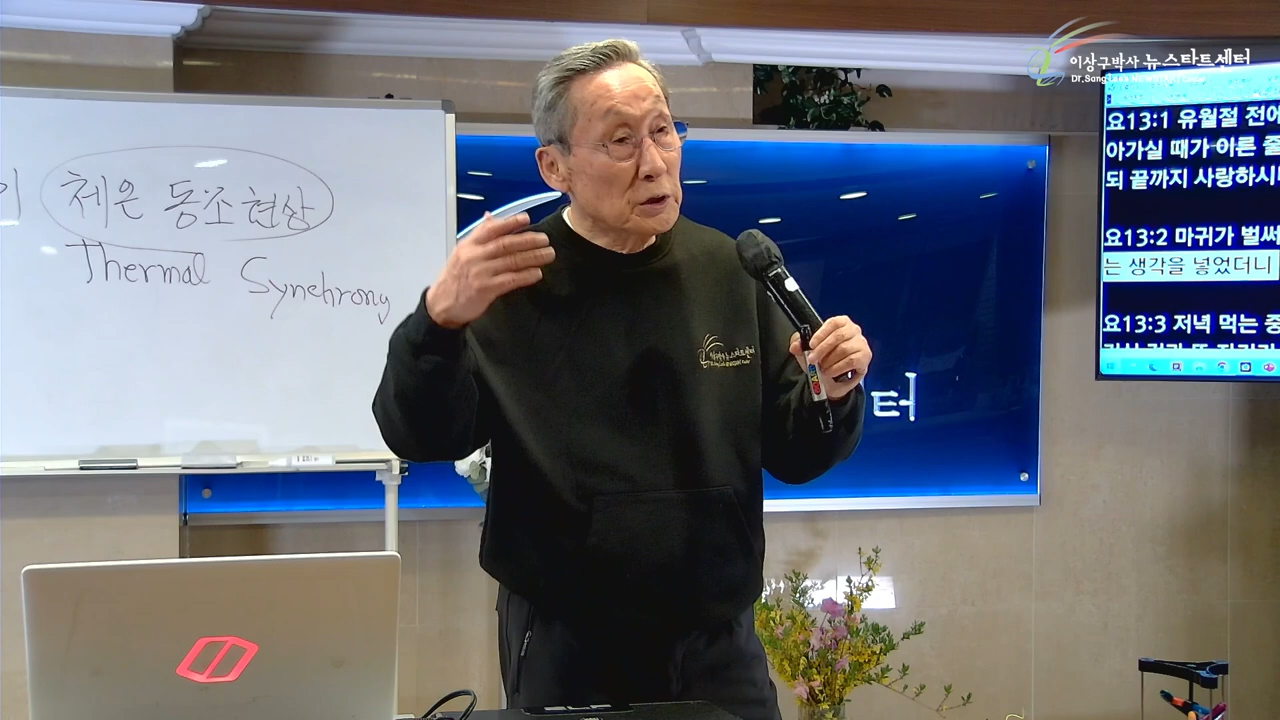 이상구박사 뉴스타트센터
체온 동조현상
Thermal Synchrony
요13:1 유월절 전에
아가실 때가 이른 줄
되 끝까지 사랑하시
요13:2 마귀가 벌써
는 생각을 넣었더니
요13:3 저녁 먹는 중
터